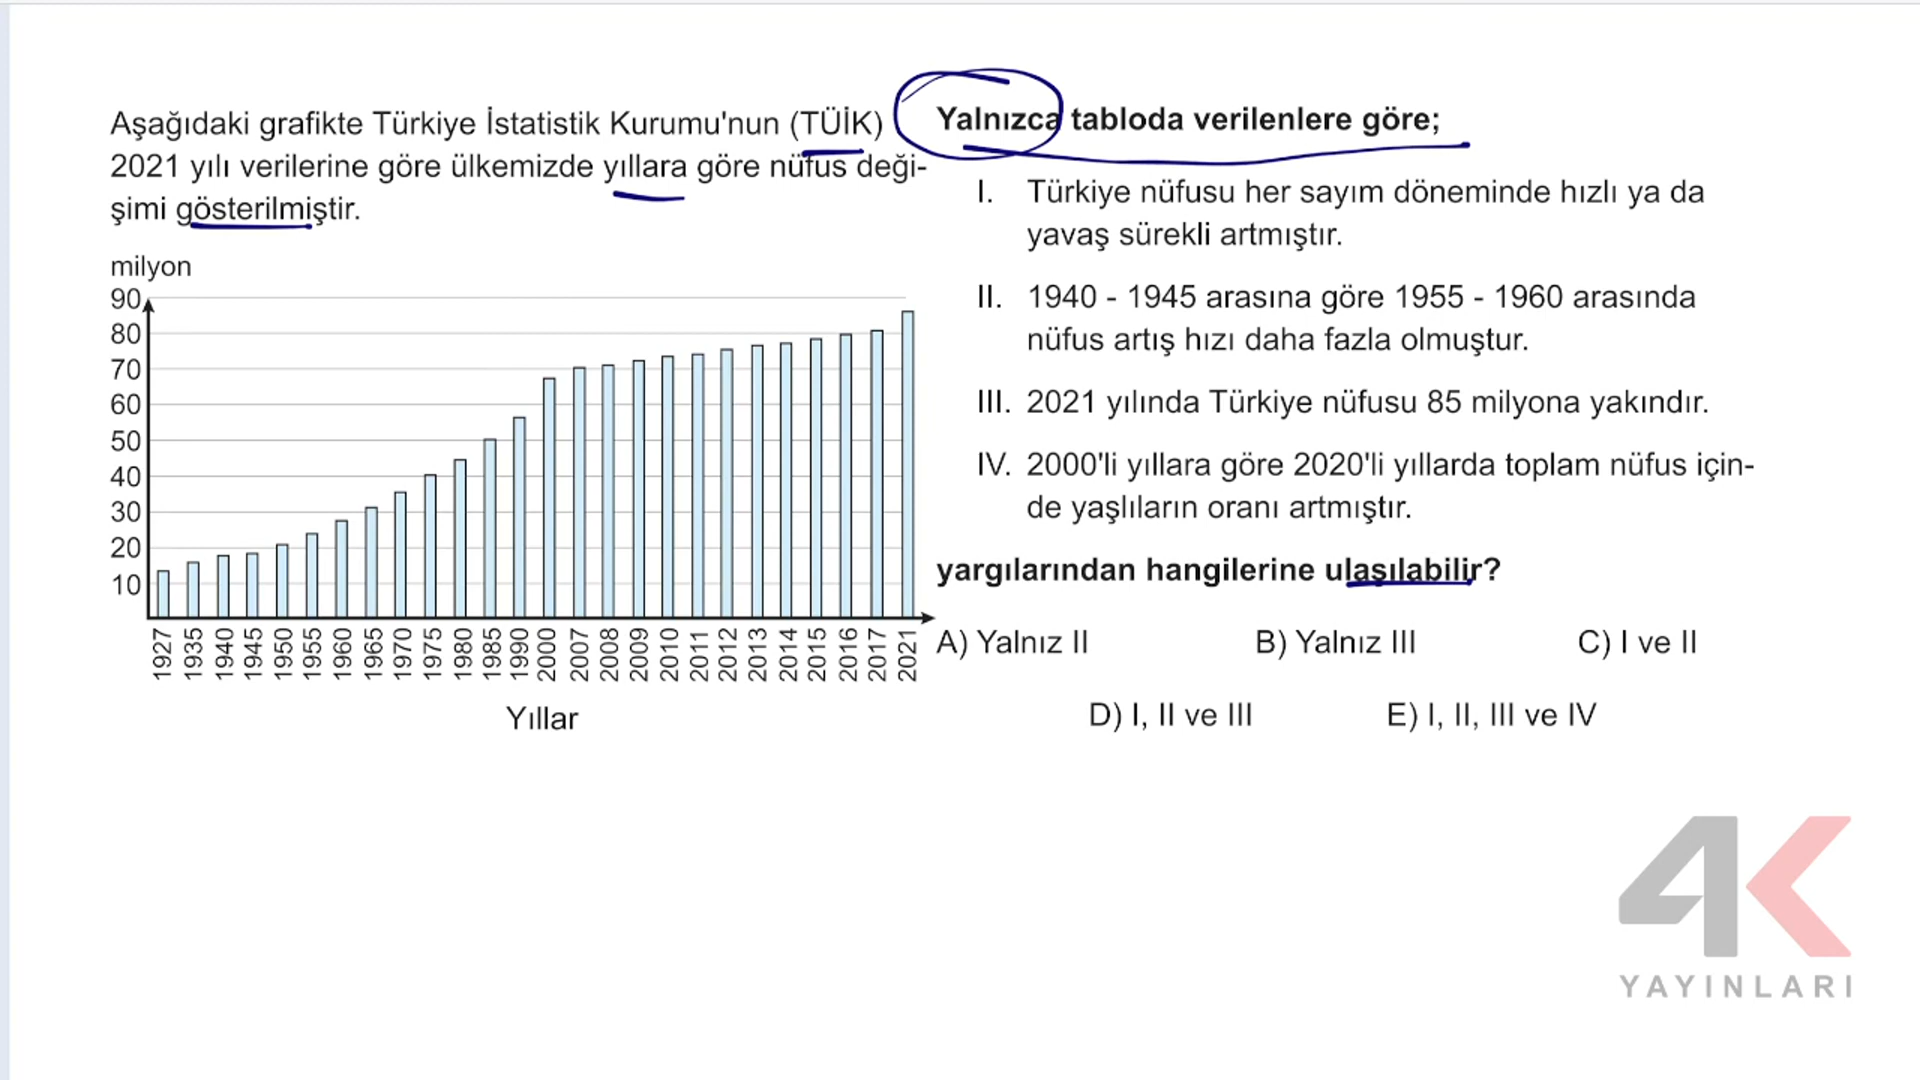 Aşağıdaki grafikte Türkiye İstatistik Kurumu'nun (TÜİK)
2021 yılı verilerine göre ülkemizde yıllara göre nüfus deği-
şimi gösterilmiştir.
milyon
90
80
70
60
50
40
30
20
10
1927 1935 1940 1945 1950 1955 1960 1965 1970 1975 1980 1985 1990 2000 2007 2008 2009 2010 2011 2012 2013 2014 2015 2016 2017 2021
Yıllar
Yalnızca tabloda verilenlere göre;
I. Türkiye nüfusu her sayım döneminde hızlı ya da
yavaş sürekli artmıştır.
II. 1940 - 1945 arasına göre 1955 - 1960 arasında
nüfus artış hızı daha fazla olmuştur.
III. 2021 yılında Türkiye nüfusu 85 milyona yakındır.
IV. 2000'li yıllara göre 2020'li yıllarda toplam nüfus için-
de yaşlıların oranı artmıştır.
yargılarından hangilerine ulaşılabilir?
A) Yalnız II B) Yalnız III C) I ve II
D) I, II ve III E) I, II, III ve IV
4K
YAYINLARI